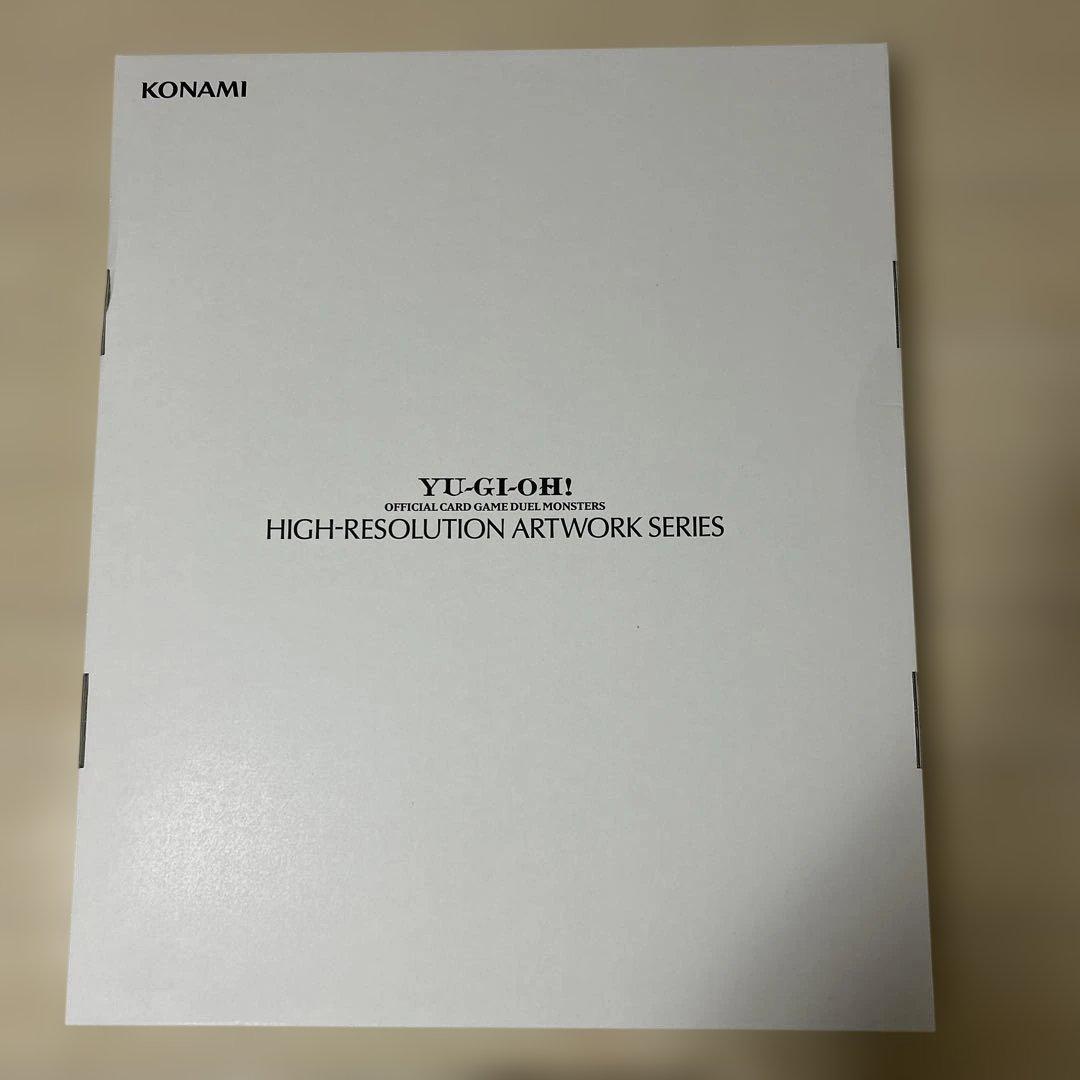 KONAMI
YU-GI-OH!
OFFICIAL CARD GAME DUEL MONSTERS
HIGH-RESOLUTION ARTWORK SERIES